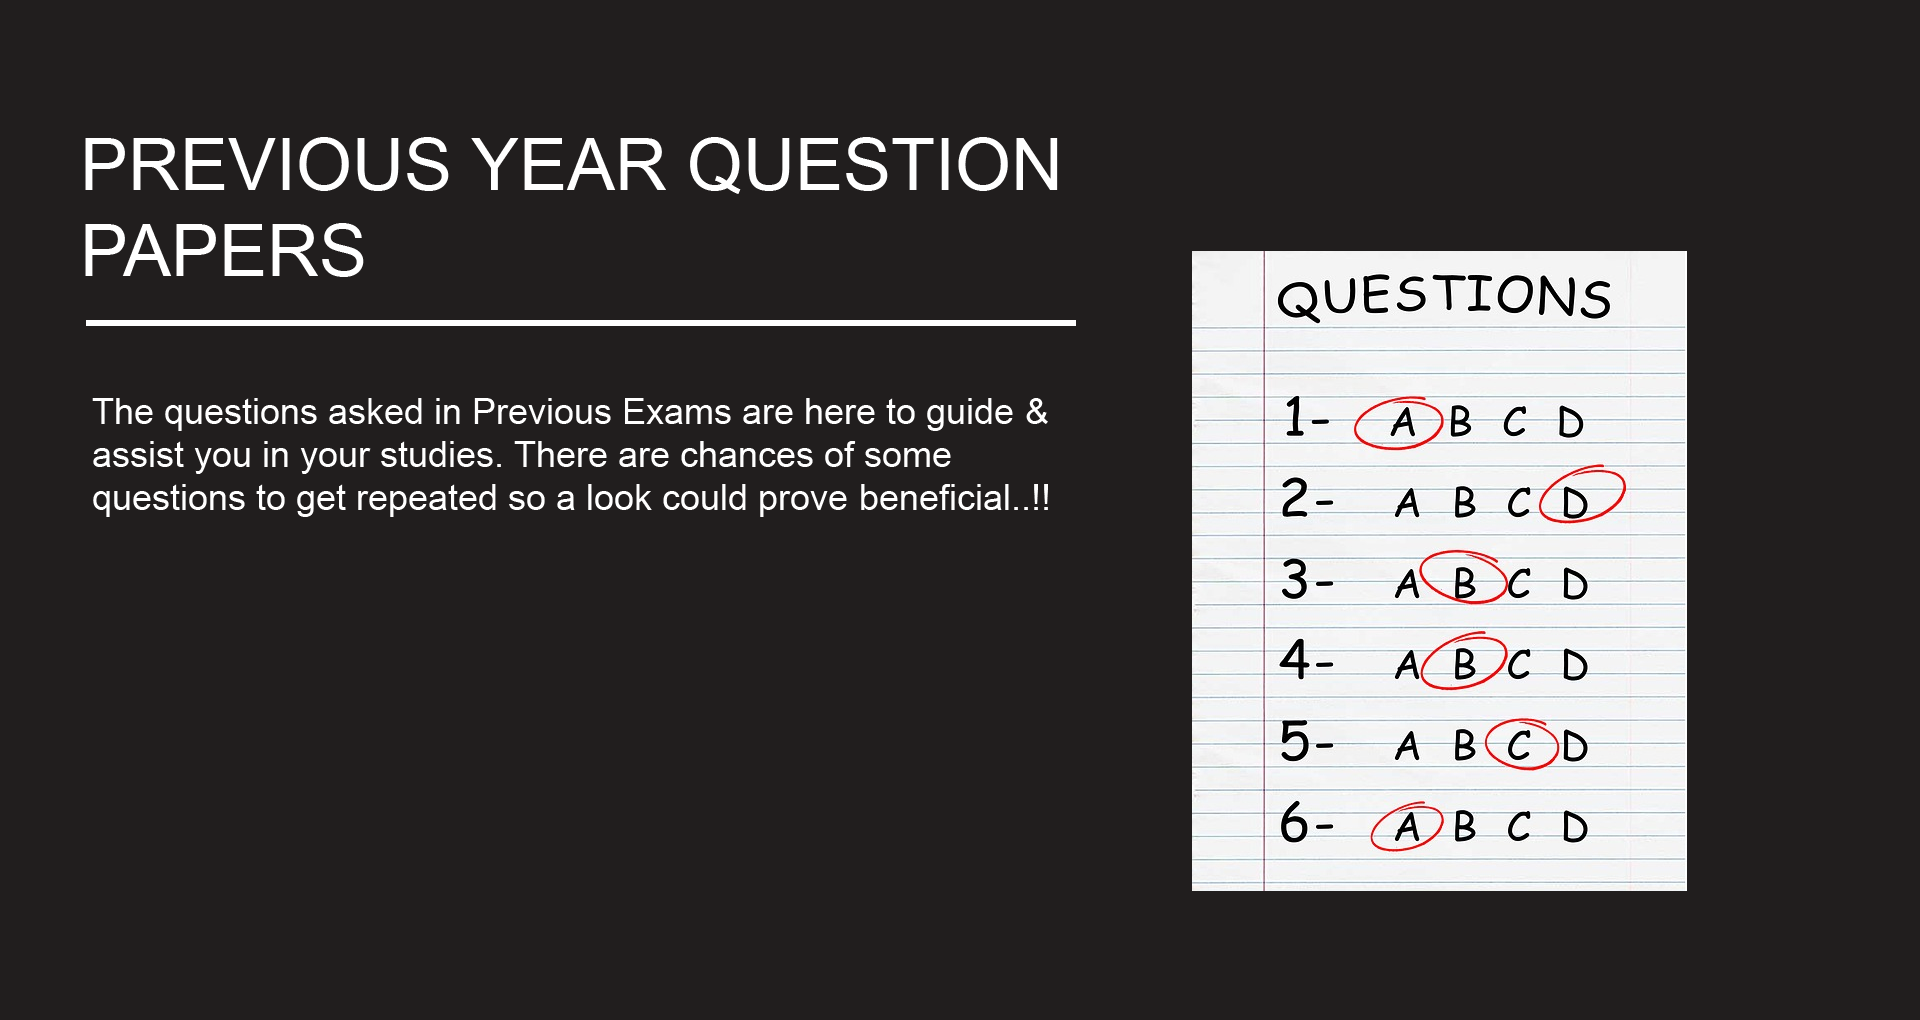 PREVIOUS YEAR QUESTION
PAPERS
The questions asked in Previous Exams are here to guide &
assist you in your studies. There are chances of some
questions to get repeated so a look could prove beneficial..!!
QUESTIONS
1- A B C D
2- A B C D
3- A B C D
4- A B C D
5- A B C D
6- A B C D